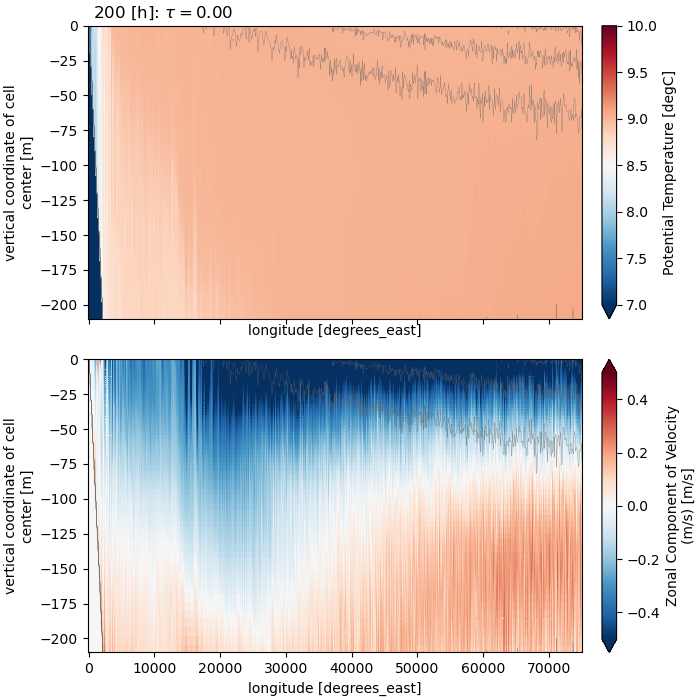 200 [h]: τ = 0.00
0
−25
−50
−75
−100
−125
−150
−175
−200
vertical coordinate of cell
center [m]
longitude [degrees_east]
10.0
9.5
9.0
8.5
8.0
7.5
7.0
Potential Temperature [degC]
0
−25
−50
−75
−100
−125
−150
−175
−200
vertical coordinate of cell
center [m]
0 10000 20000 30000 40000 50000 60000 70000
longitude [degrees_east]
0.4
0.2
0.0
−0.2
−0.4
Zonal Component of Velocity
(m/s) [m/s]